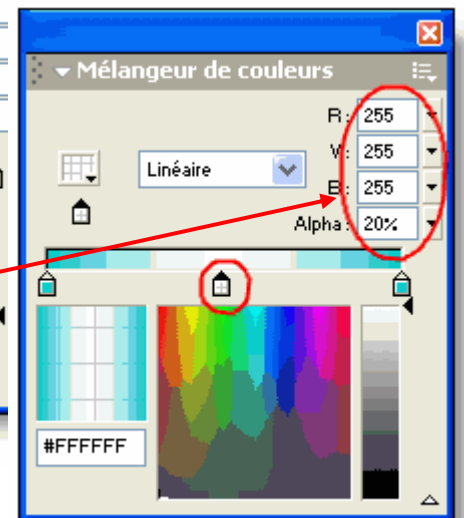 Mélangeur de couleurs
R: 255
Linéaire V: 255
B: 255
Alpha: 20%
#FFFFFF